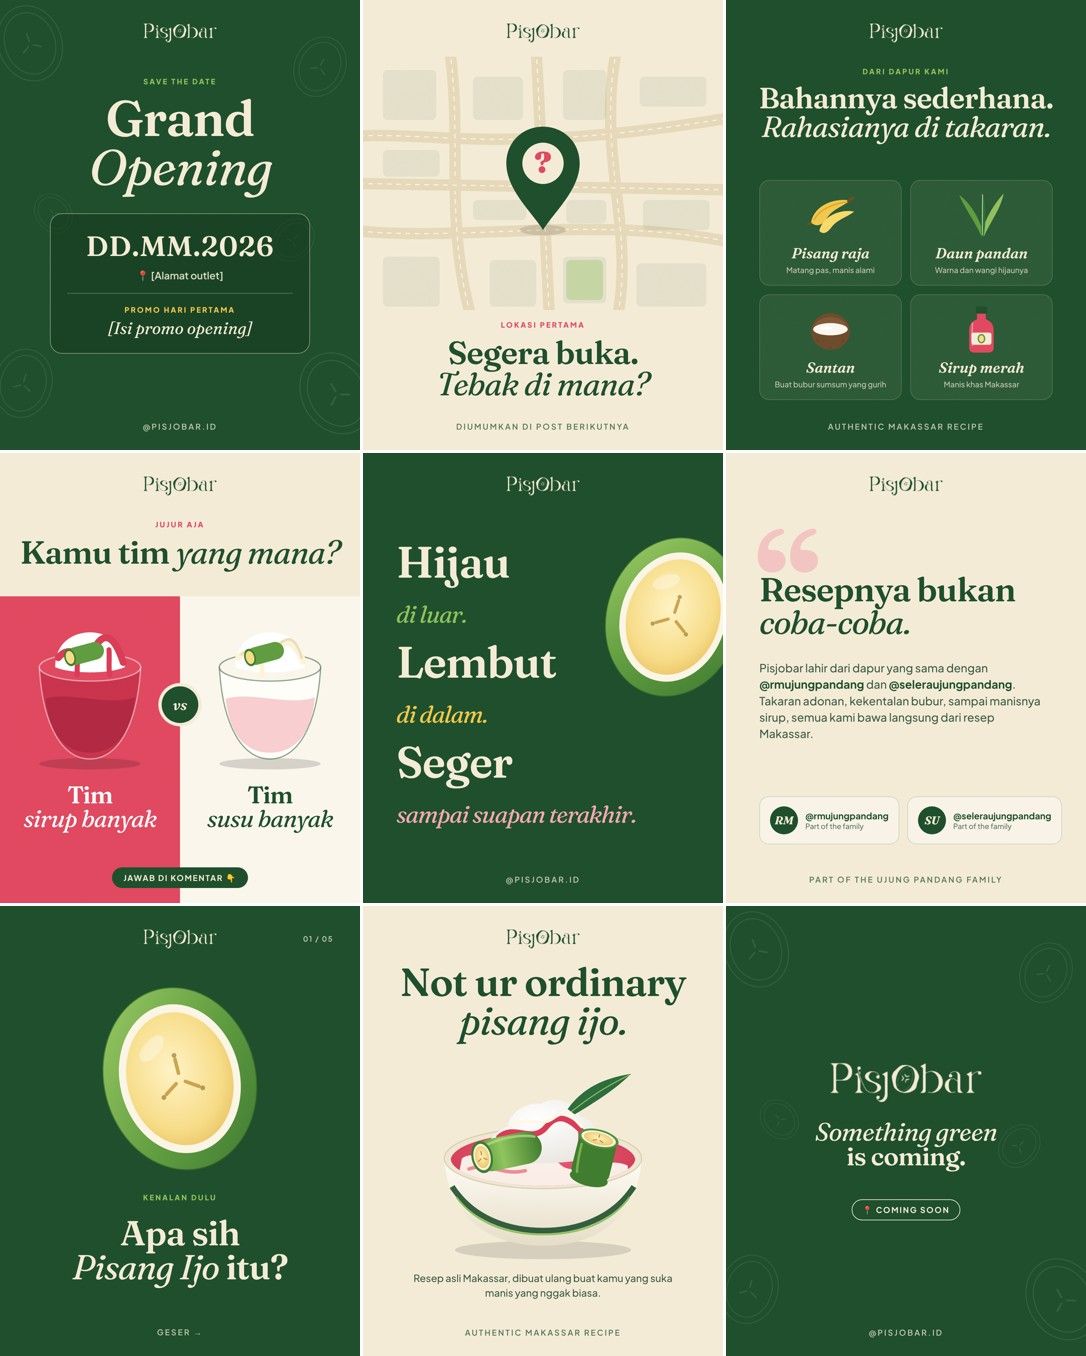 PisjObar
SAVE THE DATE
Grand
Opening
DD.MM.2026
📍 [Alamat outlet]
PROMO HARI PERTAMA
[Isi promo opening]
@PISJOBAR.ID
PisjObar
?
LOKASI PERTAMA
Segera buka.
Tebak di mana?
DIUMUMKAN DI POST BERIKUTNYA
PisjObar
DARI DAPUR KAMI
Bahannya sederhana.
Rahasianya di takaran.
Pisang raja
Matang pas, manis alami
Daun pandan
Warna dan wangi hijaunya
Santan
Buat bubur sumsum yang gurih
Sirup merah
Manis khas Makassar
AUTHENTIC MAKASSAR RECIPE
PisjObar
JUJUR AJA
Kamu tim yang mana?
vs
Tim
sirup banyak
Tim
susu banyak
JAWAB DI KOMENTAR 👇
PisjObar
Hijau
di luar.
Lembut
di dalam.
Seger
sampai suapan terakhir.
@PISJOBAR.ID
PisjObar
“
Resepnya bukan
coba-coba.
Pisjobar lahir dari dapur yang sama dengan
@rmujungpandang dan @seleraujungpandang.
Takaran adonan, kekentalan bubur, sampai manisnya
sirup, semua kami bawa langsung dari resep
Makassar.
RM
@rmujungpandang
Part of the family
SU
@seleraujungpandang
Part of the family
PART OF THE UJUNG PANDANG FAMILY
PisjObar
01 / 05
KENALAN DULU
Apa sih
Pisang Ijo itu?
GESER →
PisjObar
Not ur ordinary
pisang ijo.
Resep asli Makassar, dibuat ulang buat kamu yang suka
manis yang nggak biasa.
AUTHENTIC MAKASSAR RECIPE
PisjObar
Something green
is coming.
📍 COMING SOON
@PISJOBAR.ID